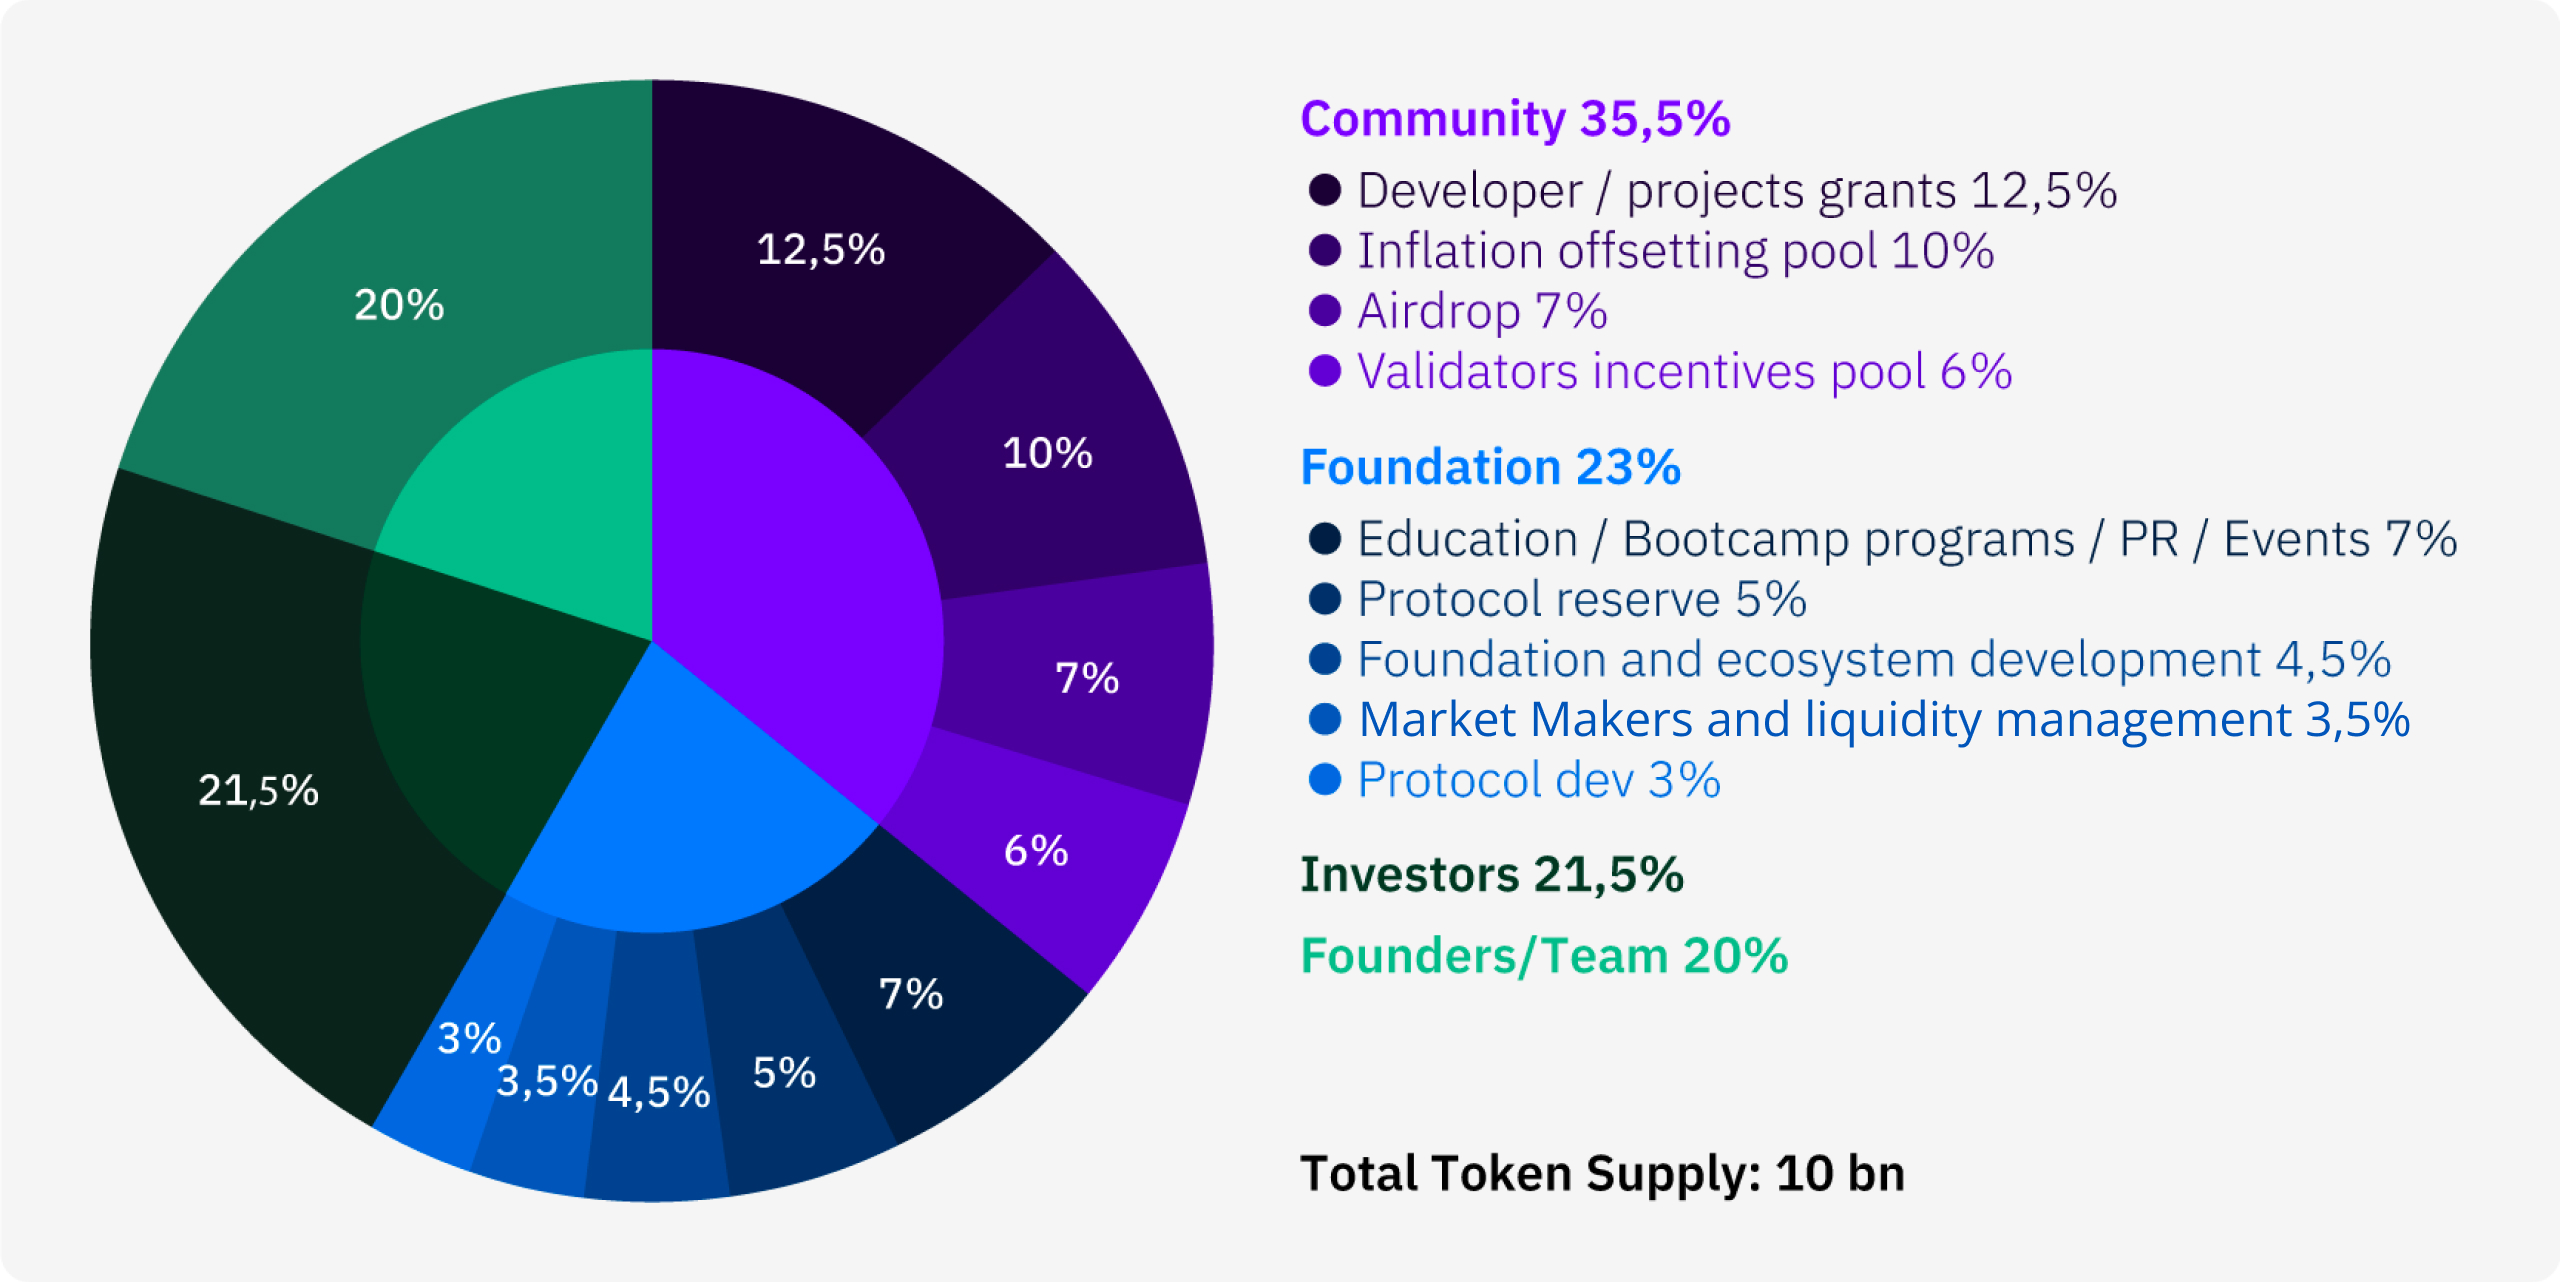 12,5%
20%
10%
7%
21,5%
6%
7%
3%
3,5%
4,5%
5%
Community 35,5%
Developer / projects grants 12,5%
Inflation offsetting pool 10%
Airdrop 7%
Validators incentives pool 6%
Foundation 23%
Education / Bootcamp programs / PR / Events 7%
Protocol reserve 5%
Foundation and ecosystem development 4,5%
Market Makers and liquidity management 3,5%
Protocol dev 3%
Investors 21,5%
Founders/Team 20%
Total Token Supply: 10 bn